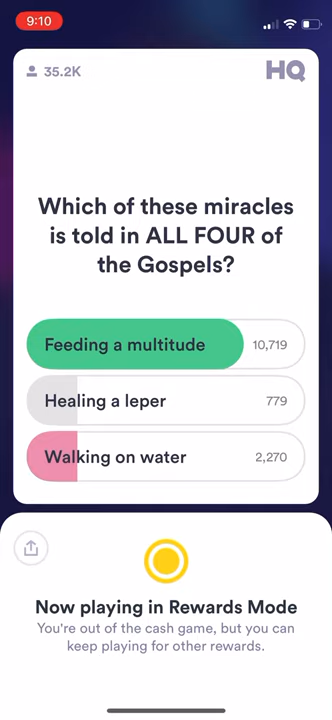 9:10
35.2K
HQ
Which of these miracles
is told in ALL FOUR of
the Gospels?
Feeding a multitude 10,719
Healing a leper 779
Walking on water 2,270
Now playing in Rewards Mode
You're out of the cash game, but you can
keep playing for other rewards.